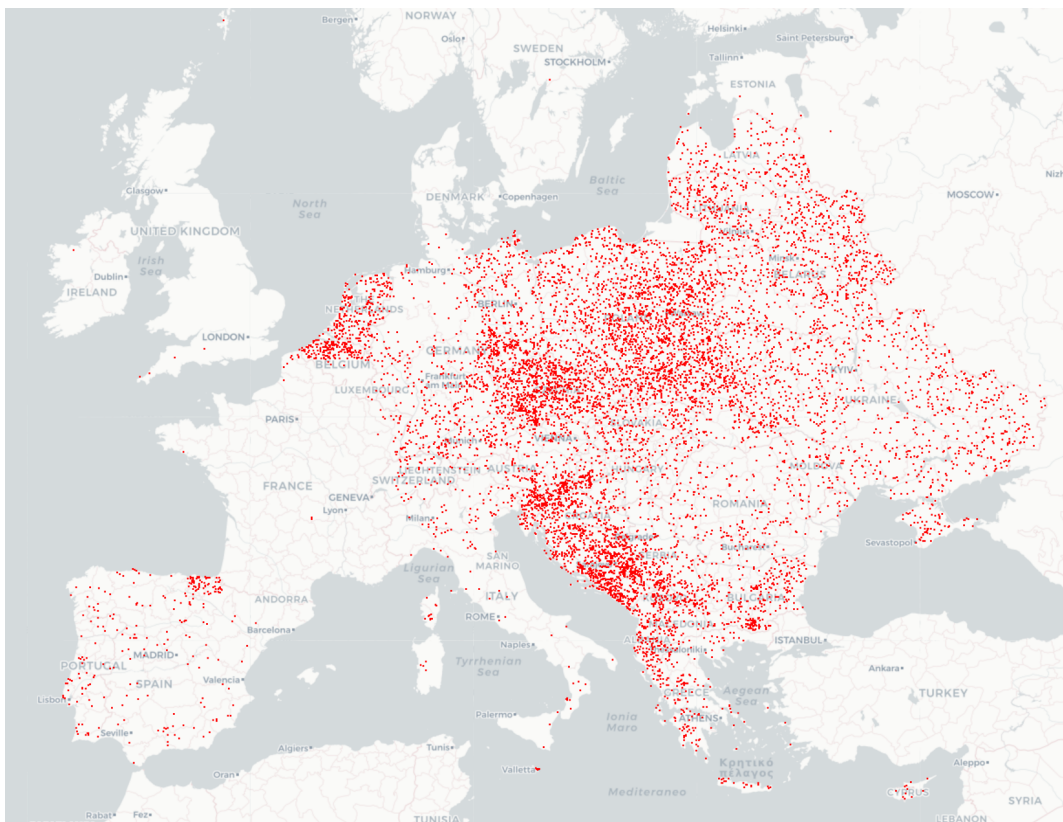 NORWAY
Bergen
Helsinki
Oslo
Saint Petersburg
SWEDEN
STOCKHOLM
Tallinn
ESTONIA
LATVIA
Baltic
Sea
Glasgow
DENMARK
Copenhagen
MOSCOW
North
Sea
UNITED KINGDOM
Irish
Sea
Dublin
IRELAND
Hamburg
Minsk
BELARUS
THE
NETHERLANDS
BERLIN
LONDON
GERMANY
BELGIUM
Frankfurt
am Main
LUXEMBOURG
KYIV
UKRAINE
PARIS
SLOVAKIA
VIENNA
Munich
LIECHTENSTEIN
AUSTRIA
HUNGARY
MOLDOVA
SWITZERLAND
FRANCE
GENEVA
Lyon
Milan
ROMANIA
Bucharest
Sevastopol
SAN
MARINO
Ligurian
Sea
ITALY
ANDORRA
BULGARIA
Barcelona
ROME
ISTANBUL
Naples
Thessaloniki
MADRID
PORTUGAL
SPAIN
Valencia
Tyrrhenian
Sea
Ankara
Lisbon
GREECE
Aegean
Sea
TURKEY
Palermo
Ionia
Maro
ATHENS
Seville
Algiers
Tunis
Oran
Valletta
Κρητικό
πέλαγος
Aleppo
Mediteraneo
CYPRUS
SYRIA
Rabat
Fez
TUNISIA
LEBANON